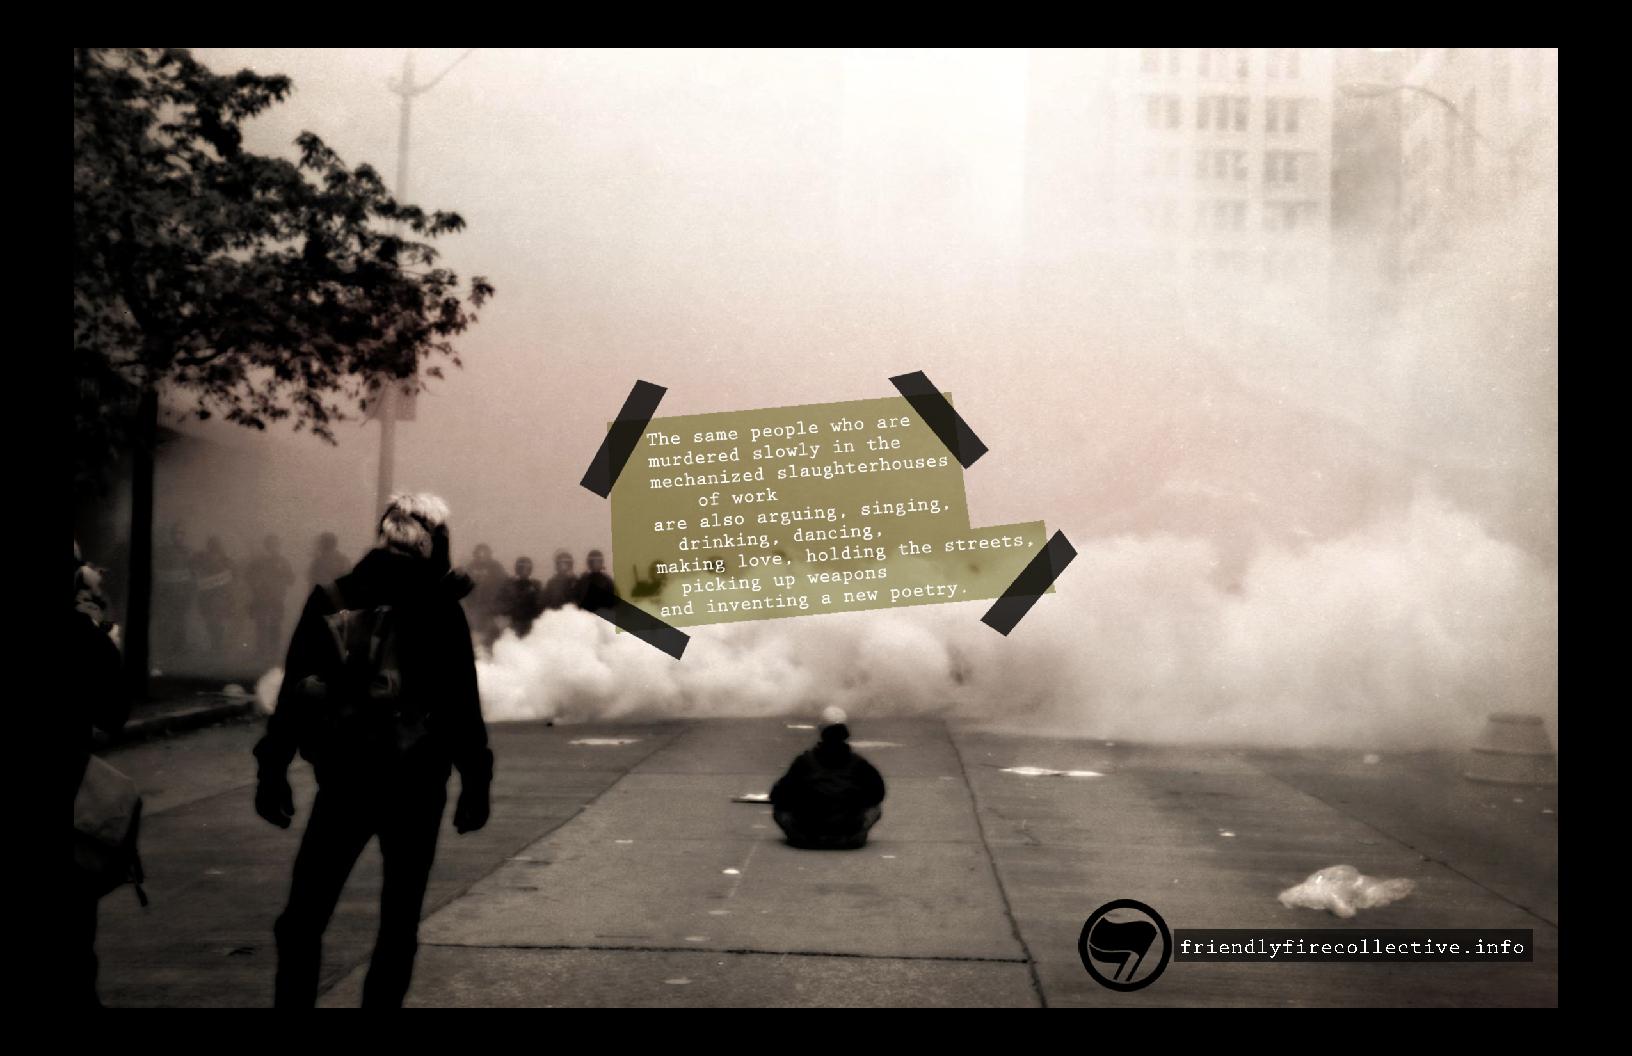 The same people who are
murdered slowly in the
mechanized slaughterhouses
of work
are also arguing, singing,
drinking, dancing,
making love, holding the streets,
picking up weapons
and inventing a new poetry.
friendlyfirecollective.info